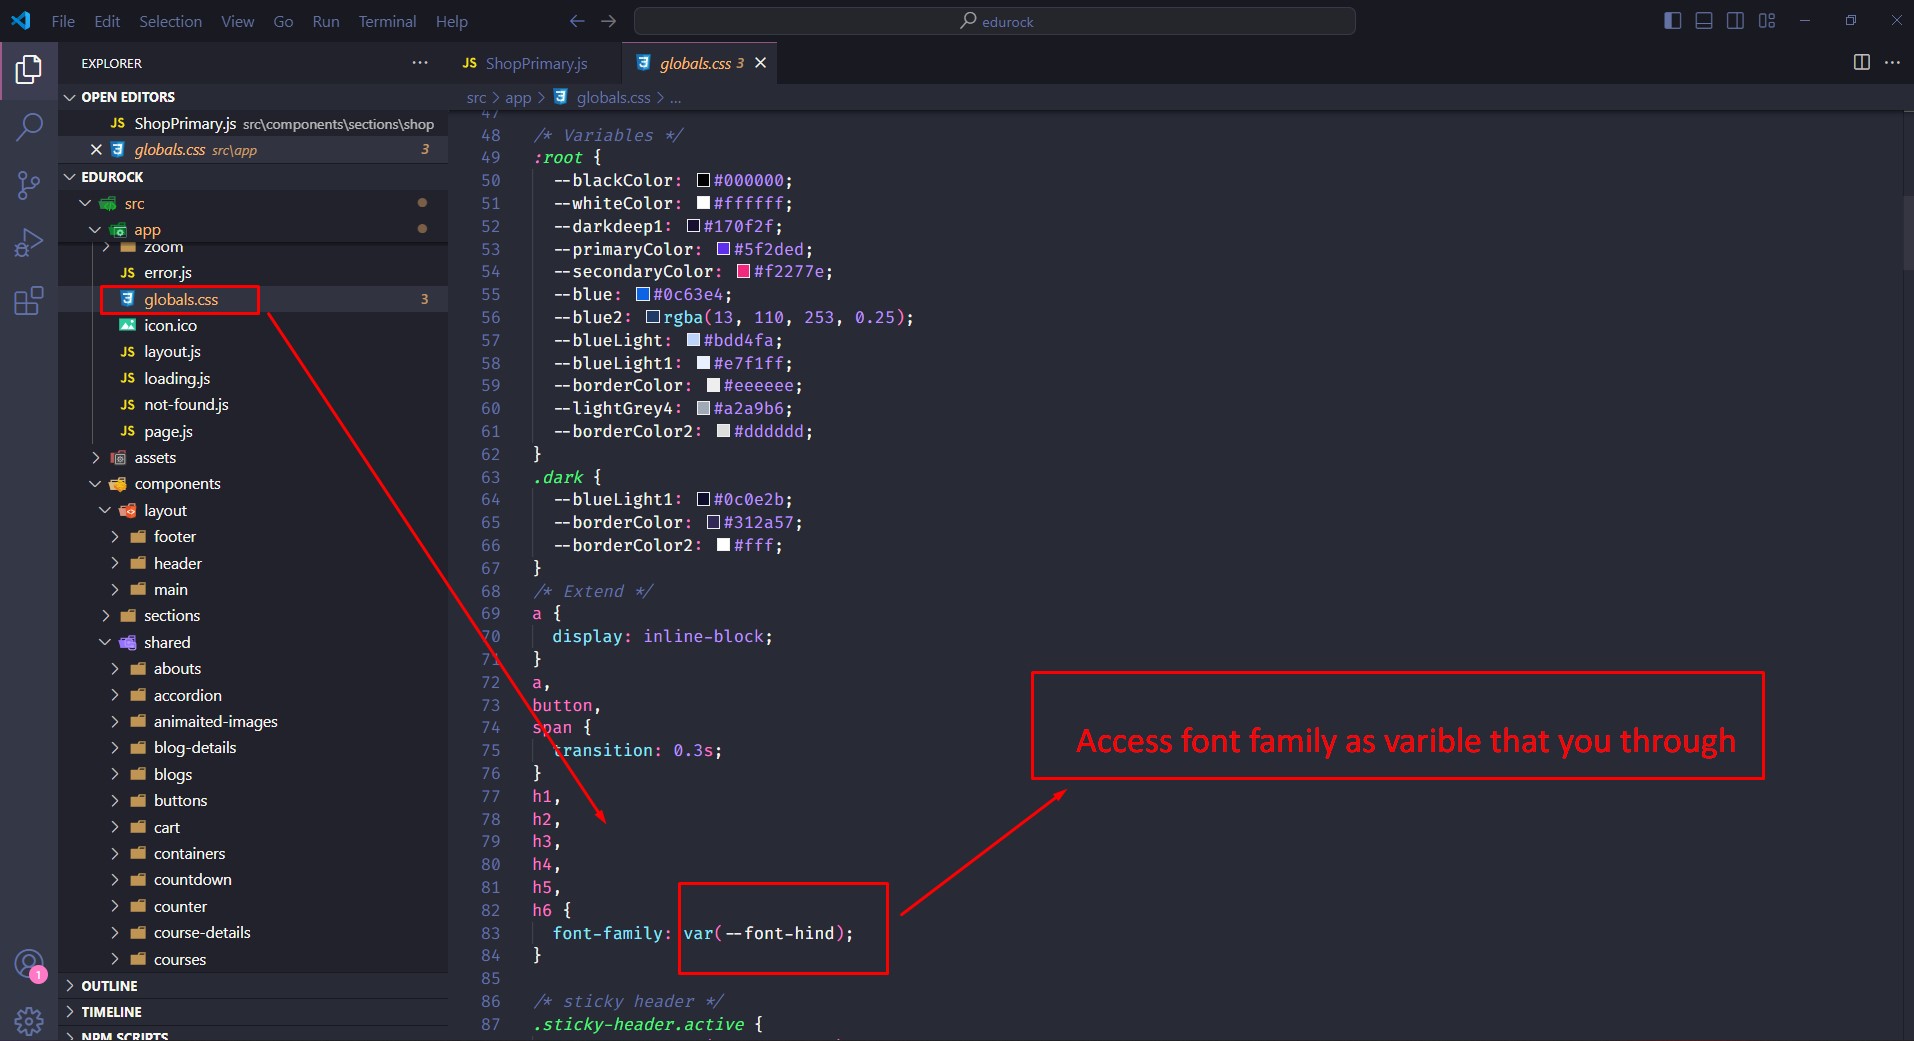 File Edit Selection View Go Run Terminal Help
edurock
EXPLORER
OPEN EDITORS
JS ShopPrimary.js src\components\sections\shop
globals.css src\app 3
EDUROCK
src
app
zoom
JS error.js
globals.css 3
icon.ico
JS layout.js
JS loading.js
JS not-found.js
JS page.js
assets
components
layout
footer
header
main
sections
shared
abouts
accordion
animaited-images
blog-details
blogs
buttons
cart
containers
countdown
counter
course-details
courses
OUTLINE
TIMELINE
NPM SCRIPTS
1
JS ShopPrimary.js
globals.css 3
src > app > globals.css > ...
47
48 /* Variables */
49 :root {
50 --blackColor: #000000;
51 --whiteColor: #ffffff;
52 --darkdeep1: #170f2f;
53 --primaryColor: #5f2ded;
54 --secondaryColor: #f2277e;
55 --blue: #0c63e4;
56 --blue2: rgba(13, 110, 253, 0.25);
57 --blueLight: #bdd4fa;
58 --blueLight1: #e7f1ff;
59 --borderColor: #eeeeee;
60 --lightGrey4: #a2a9b6;
61 --borderColor2: #dddddd;
62 }
63 .dark {
64 --blueLight1: #0c0e2b;
65 --borderColor: #312a57;
66 --borderColor2: #fff;
67 }
68 /* Extend */
69 a {
70 display: inline-block;
71 }
72 a,
73 button,
74 span {
75 transition: 0.3s;
76 }
77 h1,
78 h2,
79 h3,
80 h4,
81 h5,
82 h6 {
83 font-family: var(--font-hind);
84 }
85
86 /* sticky header */
87 .sticky-header.active {
Access font family as varible that you through